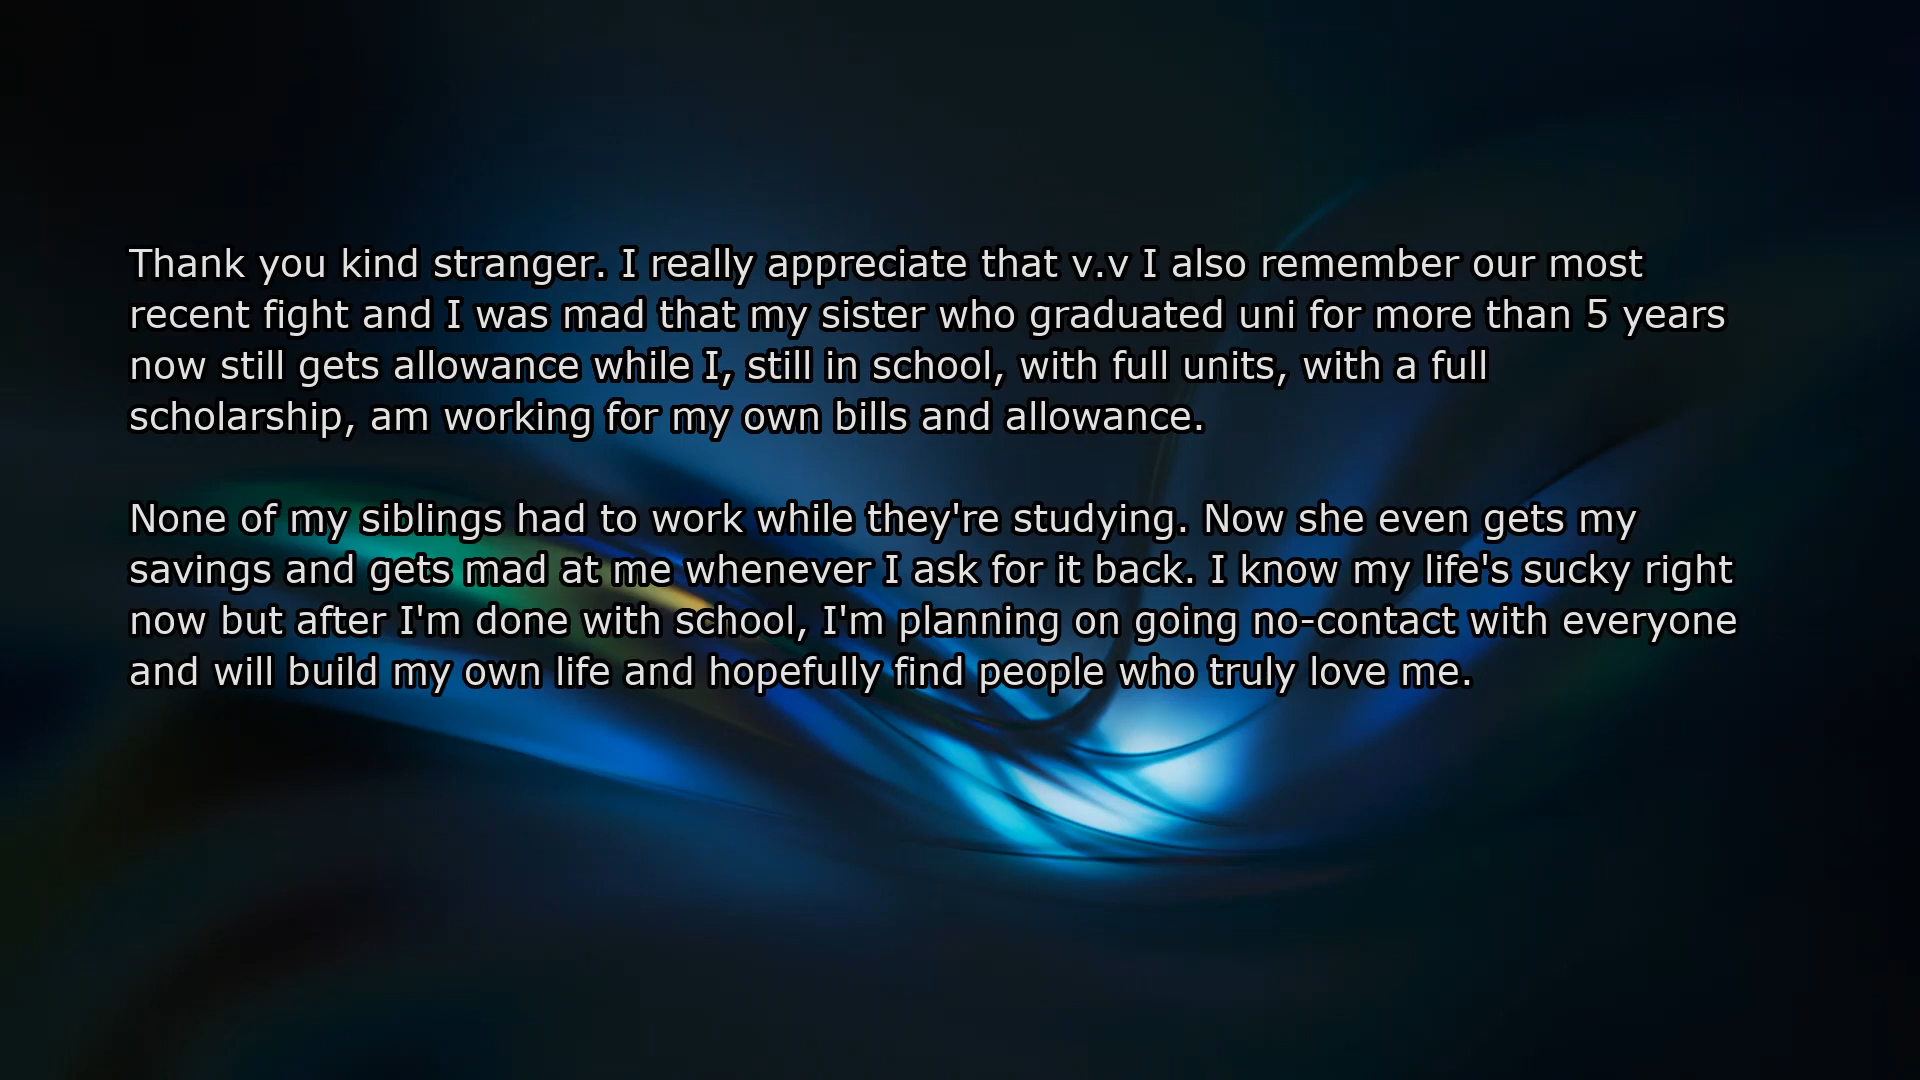 Thank you kind stranger. I really appreciate that v.v I also remember our most
recent fight and I was mad that my sister who graduated uni for more than 5 years
now still gets allowance while I, still in school, with full units, with a full
scholarship, am working for my own bills and allowance.
None of my siblings had to work while they're studying. Now she even gets my
savings and gets mad at me whenever I ask for it back. I know my life's sucky right
now but after I'm done with school, I'm planning on going no-contact with everyone
and will build my own life and hopefully find people who truly love me.